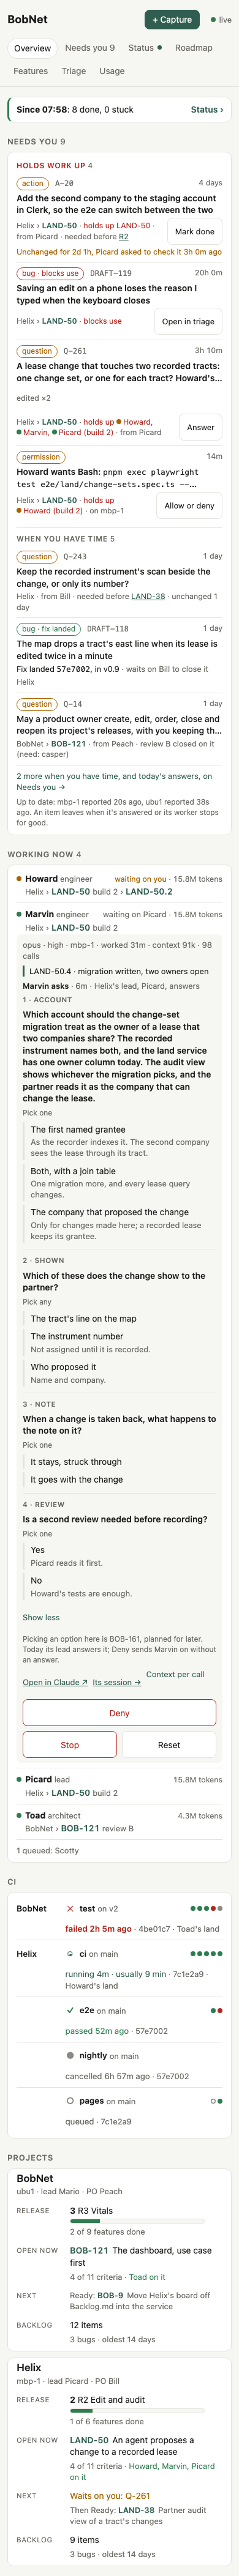 BobNet
+ Capture
live
Overview
Needs you 9
Status
Roadmap
Features
Triage
Usage
Since 07:58: 8 done, 0 stuck
Status ›
NEEDS YOU 9
HOLDS WORK UP 4
action A-20 4 days
Add the second company to the staging account
in Clerk, so the e2e can switch between the two
Helix › LAND-50 · holds up LAND-50 ·
from Picard · needed before R2
Mark done
Unchanged for 2d 1h, Picard asked to check it 3h 0m ago
bug · blocks use DRAFT-119 20h 0m
Saving an edit on a phone loses the reason I
typed when the keyboard closes
Helix › LAND-50 · blocks use
Open in triage
question Q-261 3h 10m
A lease change that touches two recorded tracts:
one change set, or one for each tract? Howard's...
edited ×2
Helix › LAND-50 · holds up Howard,
Marvin, Picard (build 2) · from Picard
Answer
permission 14m
Howard wants Bash: pnpm exec playwright
test e2e/land/change-sets.spec.ts --...
Helix › LAND-50 · holds up
Howard (build 2) · on mbp-1
Allow or deny
WHEN YOU HAVE TIME 5
question Q-243 1 day
Keep the recorded instrument's scan beside the
change, or only its number?
Helix · from Bill · needed before LAND-38 · unchanged 1
day
bug · fix landed DRAFT-118 1 day
The map drops a tract's east line when its lease is
edited twice in a minute
Fix landed 57e7002, in v0.9 · waits on Bill to close it
Helix
question Q-14 1 day
May a product owner create, edit, order, close and
reopen its project's releases, with you keeping th...
BobNet › BOB-121 · from Peach · review B closed on it
(need: casper)
2 more when you have time, and today's answers, on
Needs you →
Up to date: mbp-1 reported 20s ago, ubu1 reported 38s
ago. An item leaves when it's answered or its worker stops
for good.
WORKING NOW 4
Howard engineer waiting on you · 15.8M tokens
Helix › LAND-50 build 2 › LAND-50.2
Marvin engineer waiting on Picard · 15.8M tokens
Helix › LAND-50 build 2
opus · high · mbp-1 · worked 31m · context 91k · 98
calls
LAND-50.4 · migration written, two owners open
Marvin asks · 6m · Helix's lead, Picard, answers
1 · ACCOUNT
Which account should the change-set
migration treat as the owner of a lease that
two companies share? The recorded
instrument names both, and the land service
has one owner column today. The audit view
shows whichever the migration picks, and the
partner reads it as the company that can
change the lease.
Pick one
The first named grantee
As the recorder indexes it. The second company
sees the lease through its tract.
Both, with a join table
One migration more, and every lease query
changes.
The company that proposed the change
Only for changes made here; a recorded lease
keeps its grantee.
2 · SHOWN
Which of these does the change show to the
partner?
Pick any
The tract's line on the map
The instrument number
Not assigned until it is recorded.
Who proposed it
Name and company.
3 · NOTE
When a change is taken back, what happens to
the note on it?
Pick one
It stays, struck through
It goes with the change
4 · REVIEW
Is a second review needed before recording?
Pick one
Yes
Picard reads it first.
No
Howard's tests are enough.
Show less
Picking an option here is BOB-161, planned for later.
Today its lead answers it; Deny sends Marvin on without
an answer.
Context per call
Open in Claude ↗ Its session →
Deny
Stop
Reset
Picard lead 15.8M tokens
Helix › LAND-50 build 2
Toad architect 4.3M tokens
BobNet › BOB-121 review B
1 queued: Scotty
CI
BobNet test on v2
failed 2h 5m ago · 4be01c7 · Toad's land
Helix ci on main
running 4m · usually 9 min · 7c1e2a9 ·
Howard's land
e2e on main
passed 52m ago · 57e7002
nightly on main
cancelled 6h 57m ago · 57e7002
pages on main
queued · 7c1e2a9
PROJECTS
BobNet
ubu1 · lead Mario · PO Peach
RELEASE 3 R3 Vitals
2 of 9 features done
OPEN NOW BOB-121 The dashboard, use case
first
4 of 11 criteria · Toad on it
NEXT Ready: BOB-9 Move Helix's board off
Backlog.md into the service
BACKLOG 12 items
3 bugs · oldest 14 days
Helix
mbp-1 · lead Picard · PO Bill
RELEASE 2 R2 Edit and audit
1 of 6 features done
OPEN NOW LAND-50 An agent proposes a
change to a recorded lease
4 of 11 criteria · Howard, Marvin, Picard
on it
NEXT Waits on you: Q-261
Then Ready: LAND-38 Partner audit
view of a tract's changes
BACKLOG 9 items
3 bugs · oldest 14 days